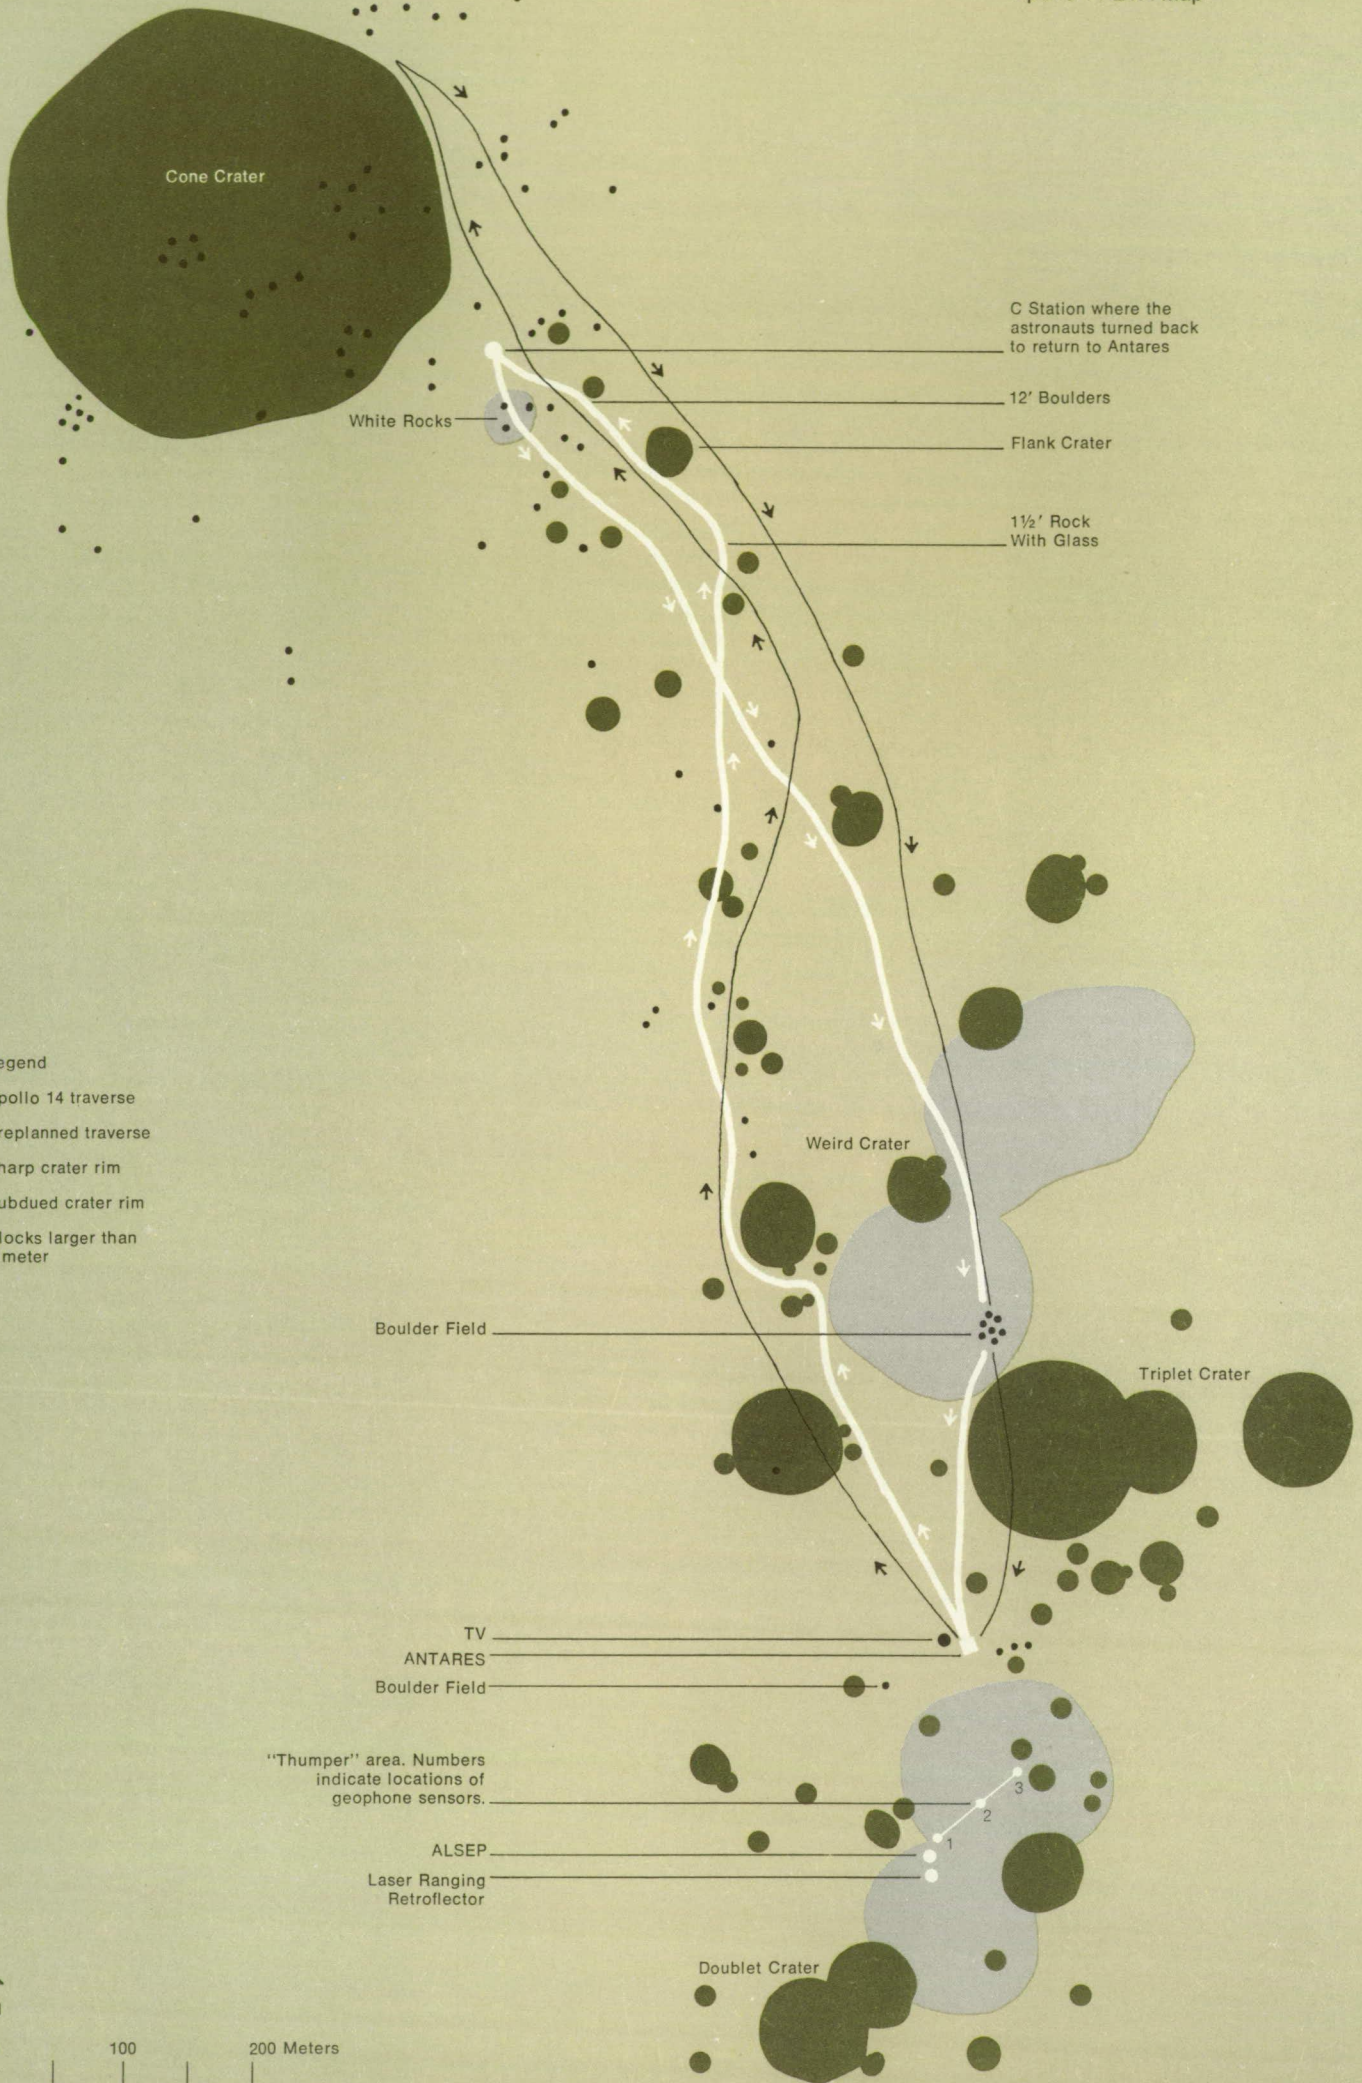 Map
Cone Crater
C Station where the
astronauts turned back
to return to Antares
12' Boulders
White Rocks
Flank Crater
1½' Rock
With Glass
egend
pollo 14 traverse
replanned traverse
harp crater rim
ubdued crater rim
locks larger than
meter
Weird Crater
Boulder Field
Triplet Crater
TV
ANTARES
Boulder Field
"Thumper" area. Numbers
indicate locations of
geophone sensors.
3
2
1
ALSEP
Laser Ranging
Retroflector
Doublet Crater
100
200 Meters